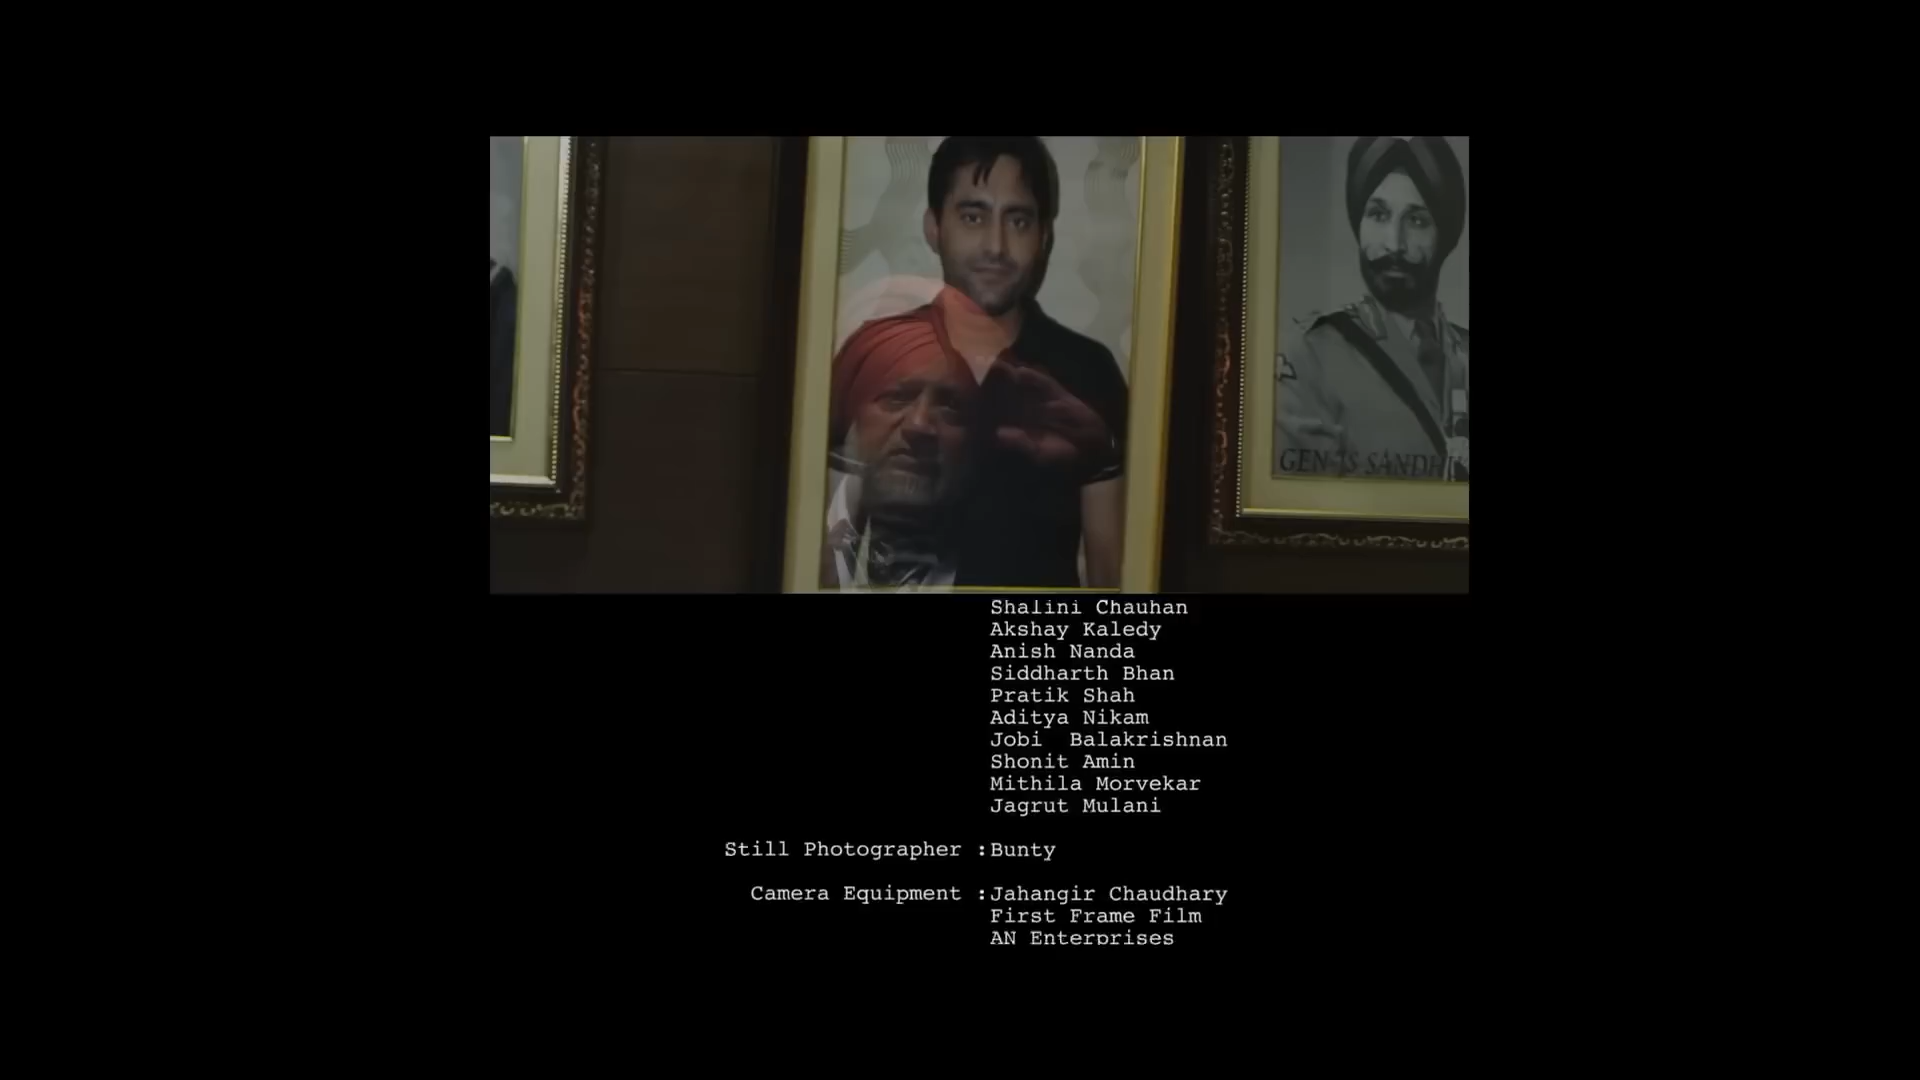 GEN JS SANDHU
Shalini Chauhan
Akshay Kaledy
Anish Nanda
Siddharth Bhan
Pratik Shah
Aditya Nikam
Jobi  Balakrishnan
Shonit Amin
Mithila Morvekar
Jagrut Mulani
Still Photographer :Bunty
Camera Equipment :Jahangir Chaudhary
First Frame Film
AN Enterprises